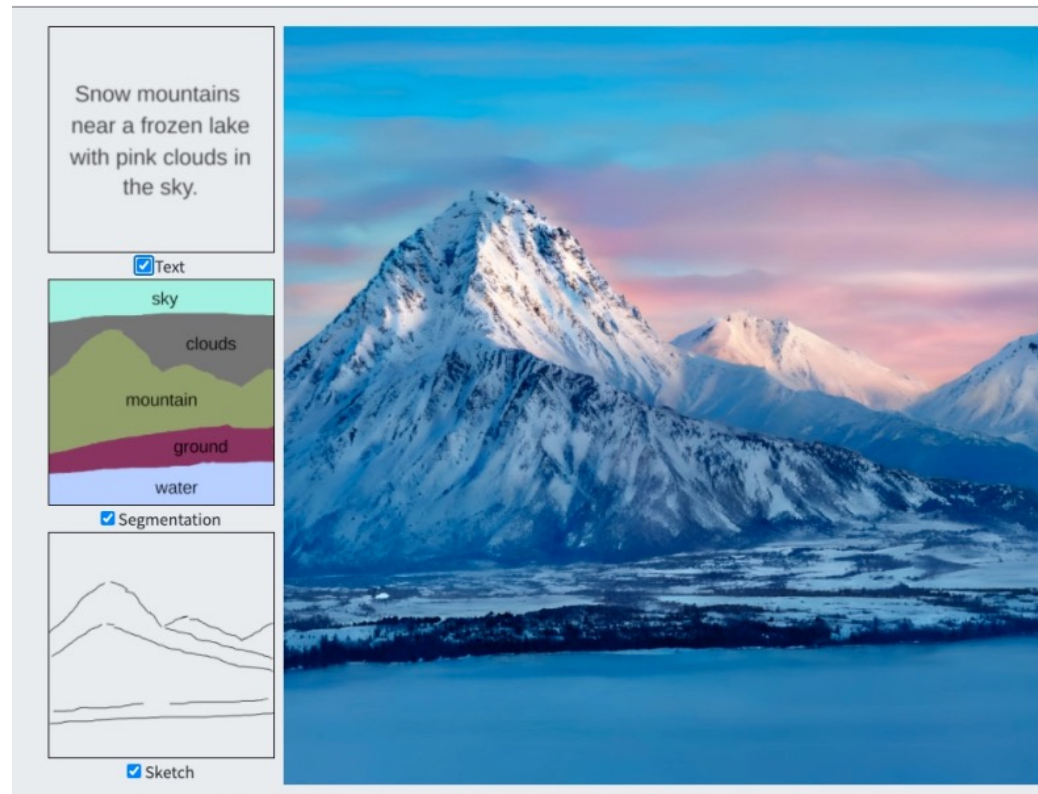 Snow mountains
near a frozen lake
with pink clouds in
the sky.
Text
sky
clouds
mountain
ground
water
Segmentation
Sketch